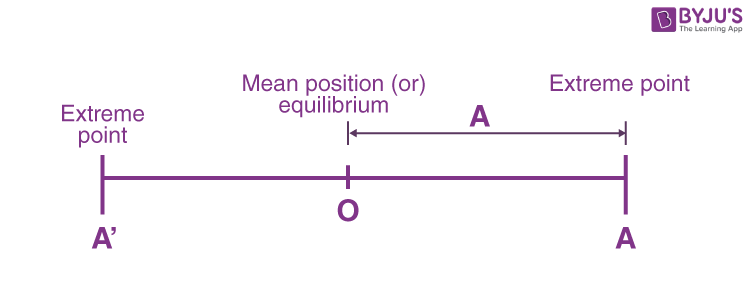 BYJU'S
The Learning App
Mean position (or)
equilibrium
Extreme point
Extreme
point
A
O
A’
A